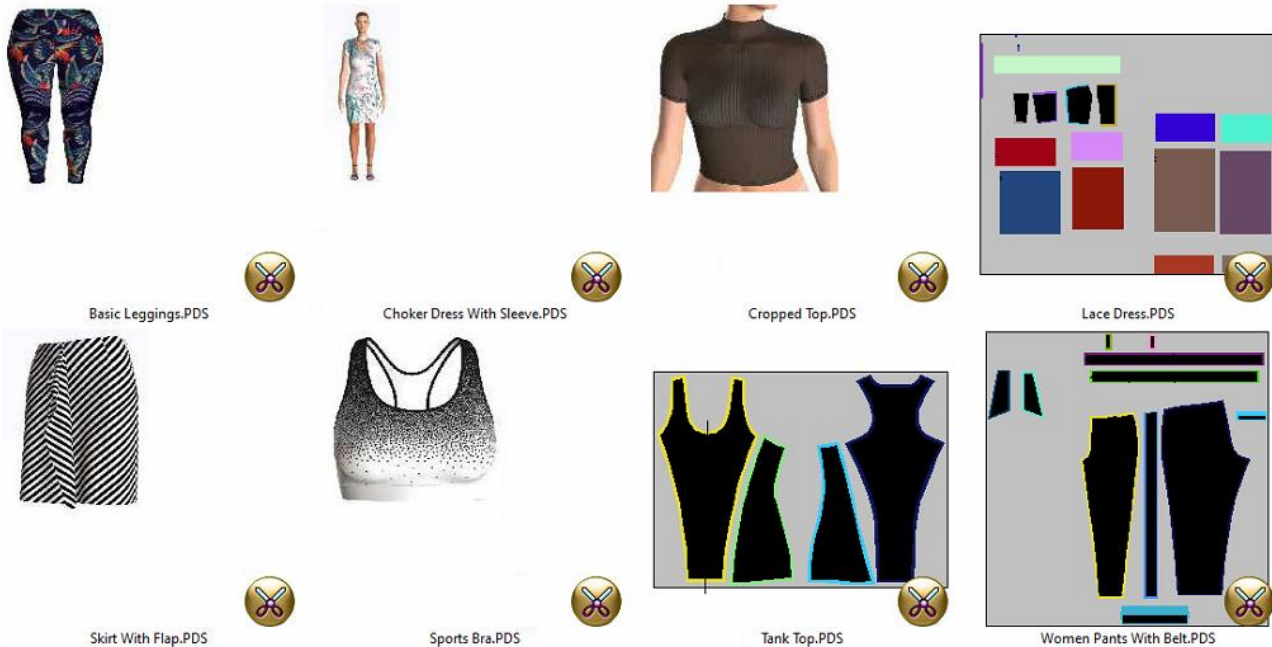 Basic Leggings.PDS
Choker Dress With Sleeve.PDS
Cropped Top.PDS
Lace Dress.PDS
Skirt With Flap.PDS
Sports Bra.PDS
Tank Top.PDS
Women Pants With Belt.PDS